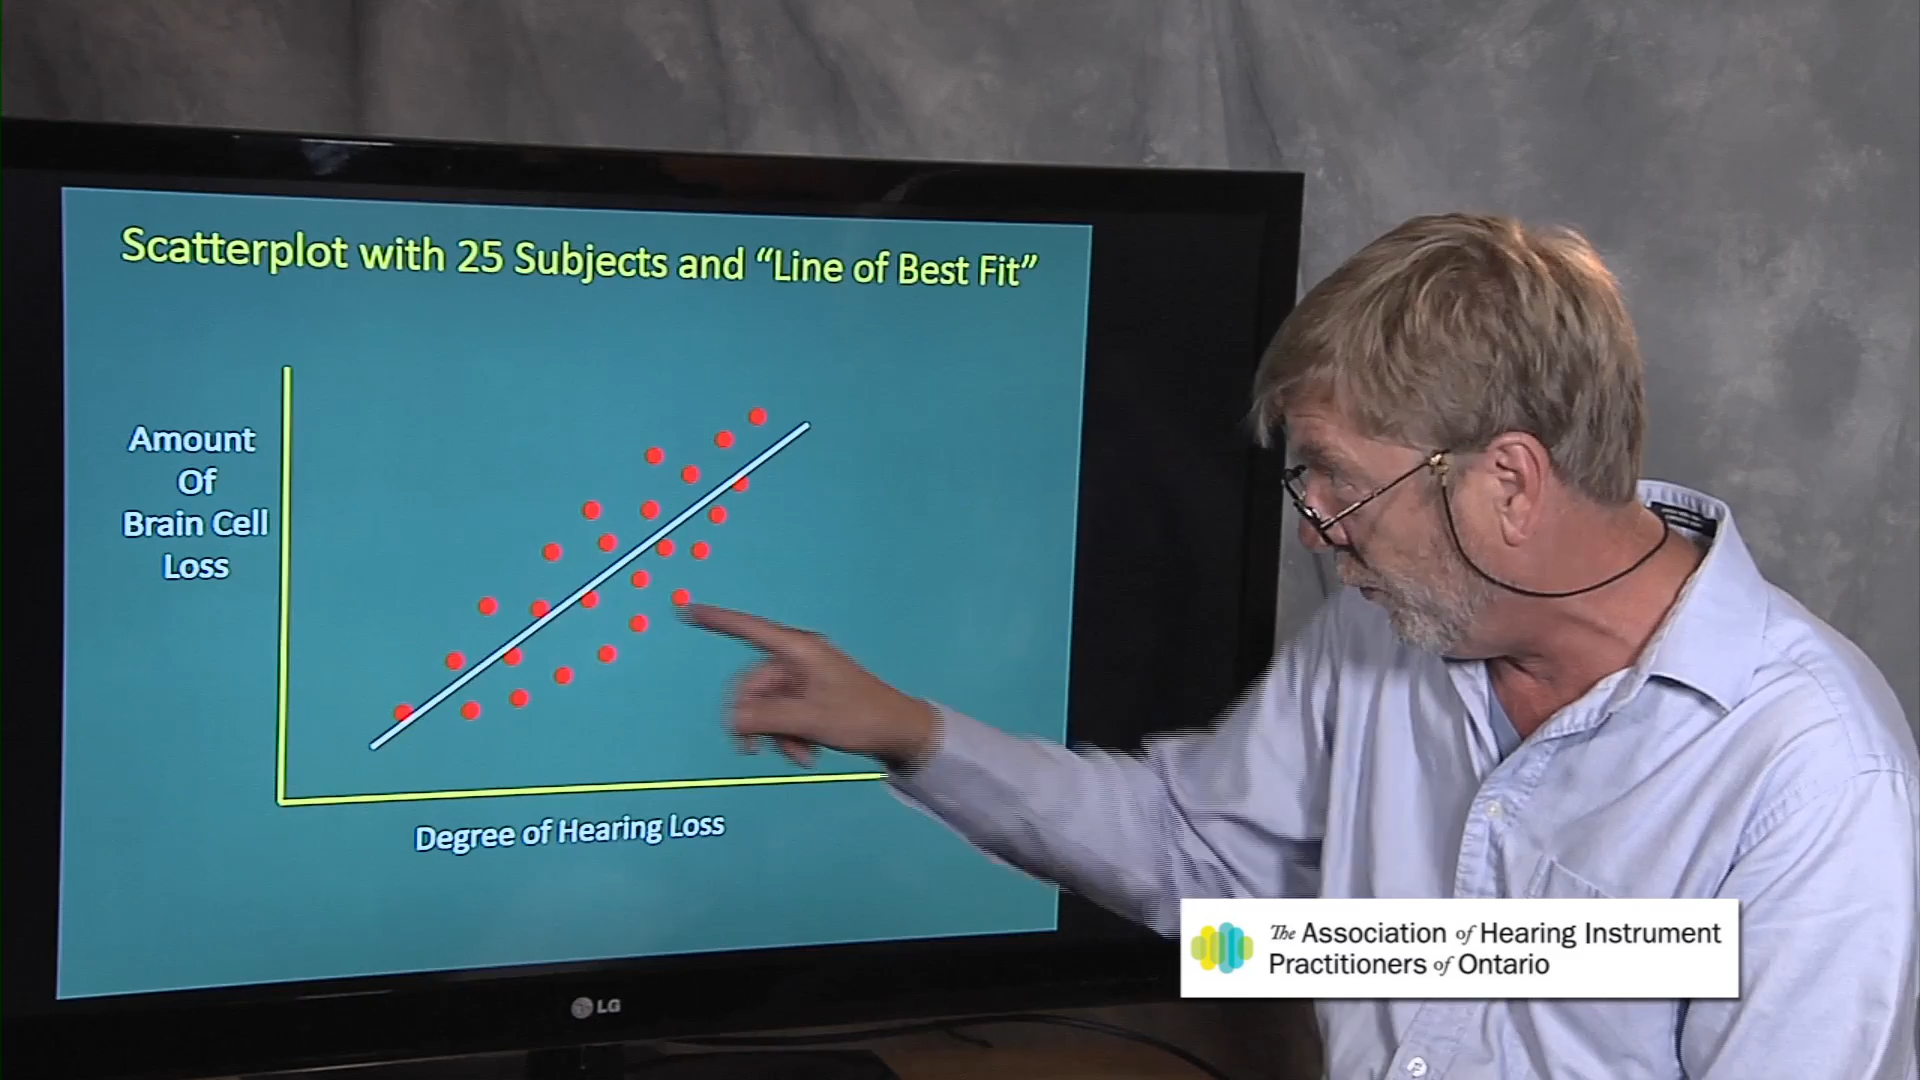 Scatterplot with 25 Subjects and “Line of Best Fit”
Amount
Of
Brain Cell
Loss
Degree of Hearing Loss
LG
The Association of Hearing Instrument
Practitioners of Ontario